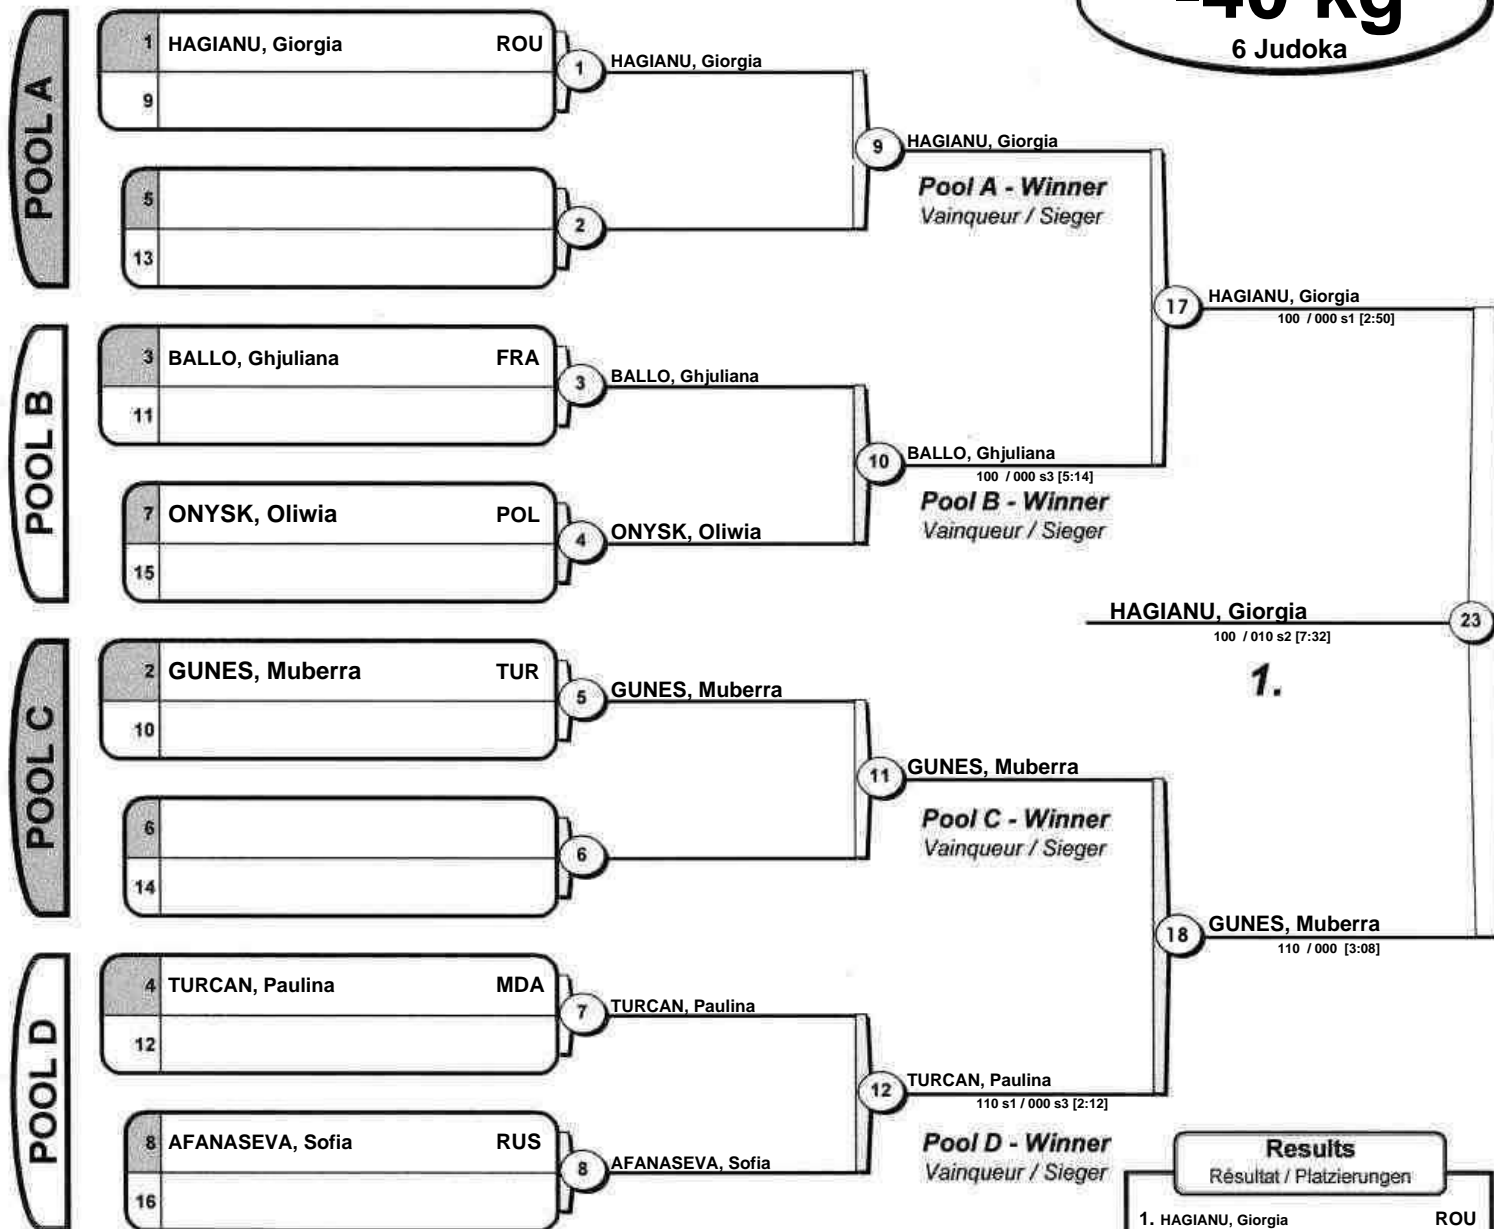 -40 kg
6 Judoka
POOL A
1 HAGIANU, Giorgia ROU
9
5
13
1 HAGIANU, Giorgia
2
9 HAGIANU, Giorgia
Pool A - Winner
Vainqueur / Sieger
POOL B
3 BALLO, Ghjuliana FRA
11
7 ONYSK, Oliwia POL
15
3 BALLO, Ghjuliana
4 ONYSK, Oliwia
10 BALLO, Ghjuliana
100 / 000 s3 [5:14]
Pool B - Winner
Vainqueur / Sieger
17 HAGIANU, Giorgia
100 / 000 s1 [2:50]
HAGIANU, Giorgia 23
100 / 010 s2 [7:32]
1.
POOL C
2 GUNES, Muberra TUR
10
6
14
5 GUNES, Muberra
6
11 GUNES, Muberra
Pool C - Winner
Vainqueur / Sieger
18 GUNES, Muberra
110 / 000 [3:08]
POOL D
4 TURCAN, Paulina MDA
12
8 AFANASEVA, Sofia RUS
16
7 TURCAN, Paulina
8 AFANASEVA, Sofia
12 TURCAN, Paulina
110 s1 / 000 s3 [2:12]
Pool D - Winner
Vainqueur / Sieger
Results
Résultat / Platzierungen
1. HAGIANU, Giorgia ROU